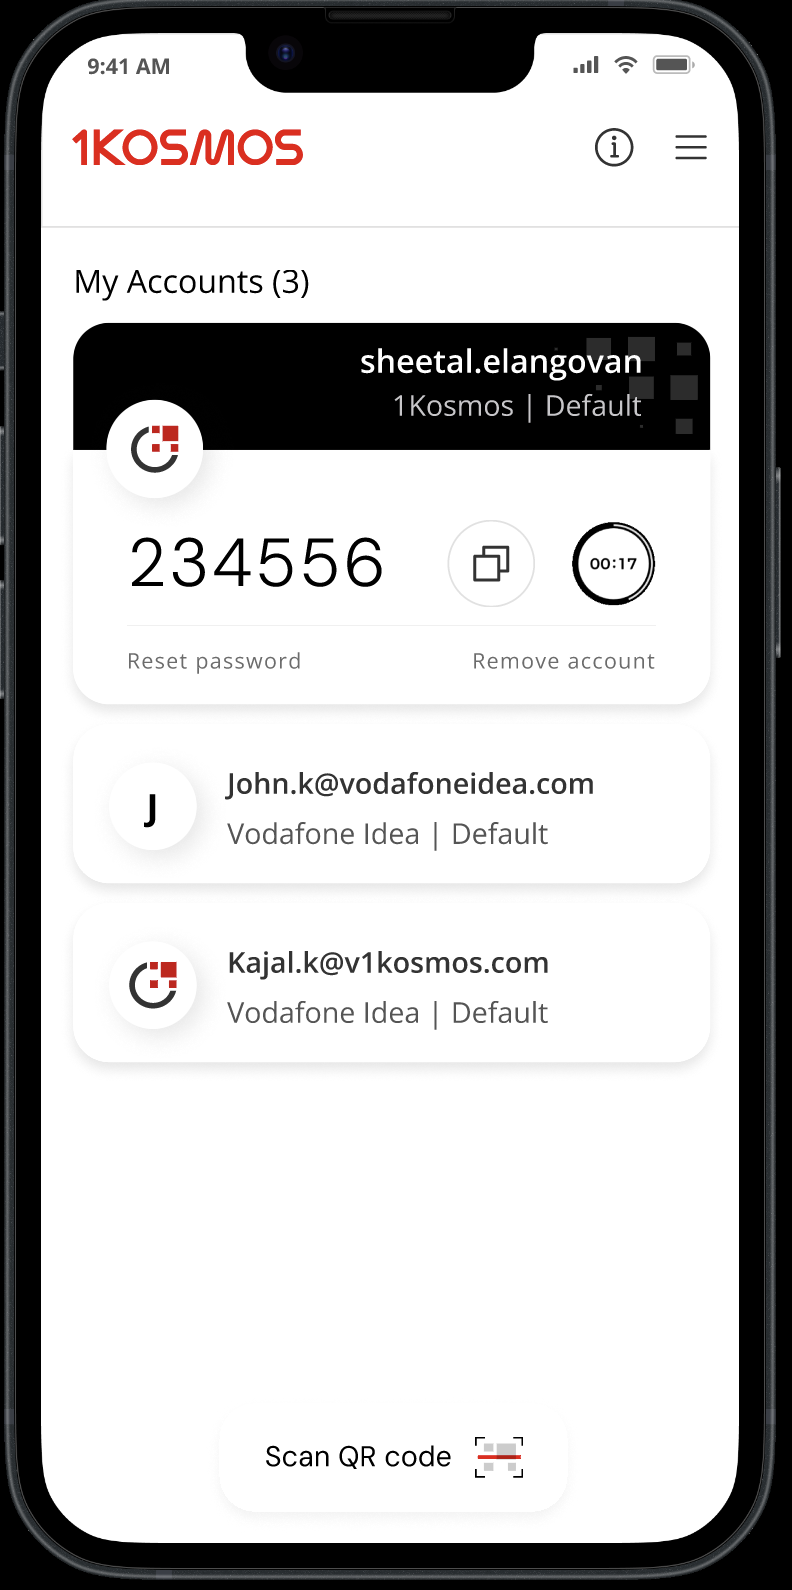 9:41 AM
1KOSMOS
My Accounts (3)
sheetal.elangovan
1Kosmos | Default
234556
00:17
Reset password
Remove account
J
John.k@vodafoneidea.com
Vodafone Idea | Default
Kajal.k@v1kosmos.com
Vodafone Idea | Default
Scan QR code